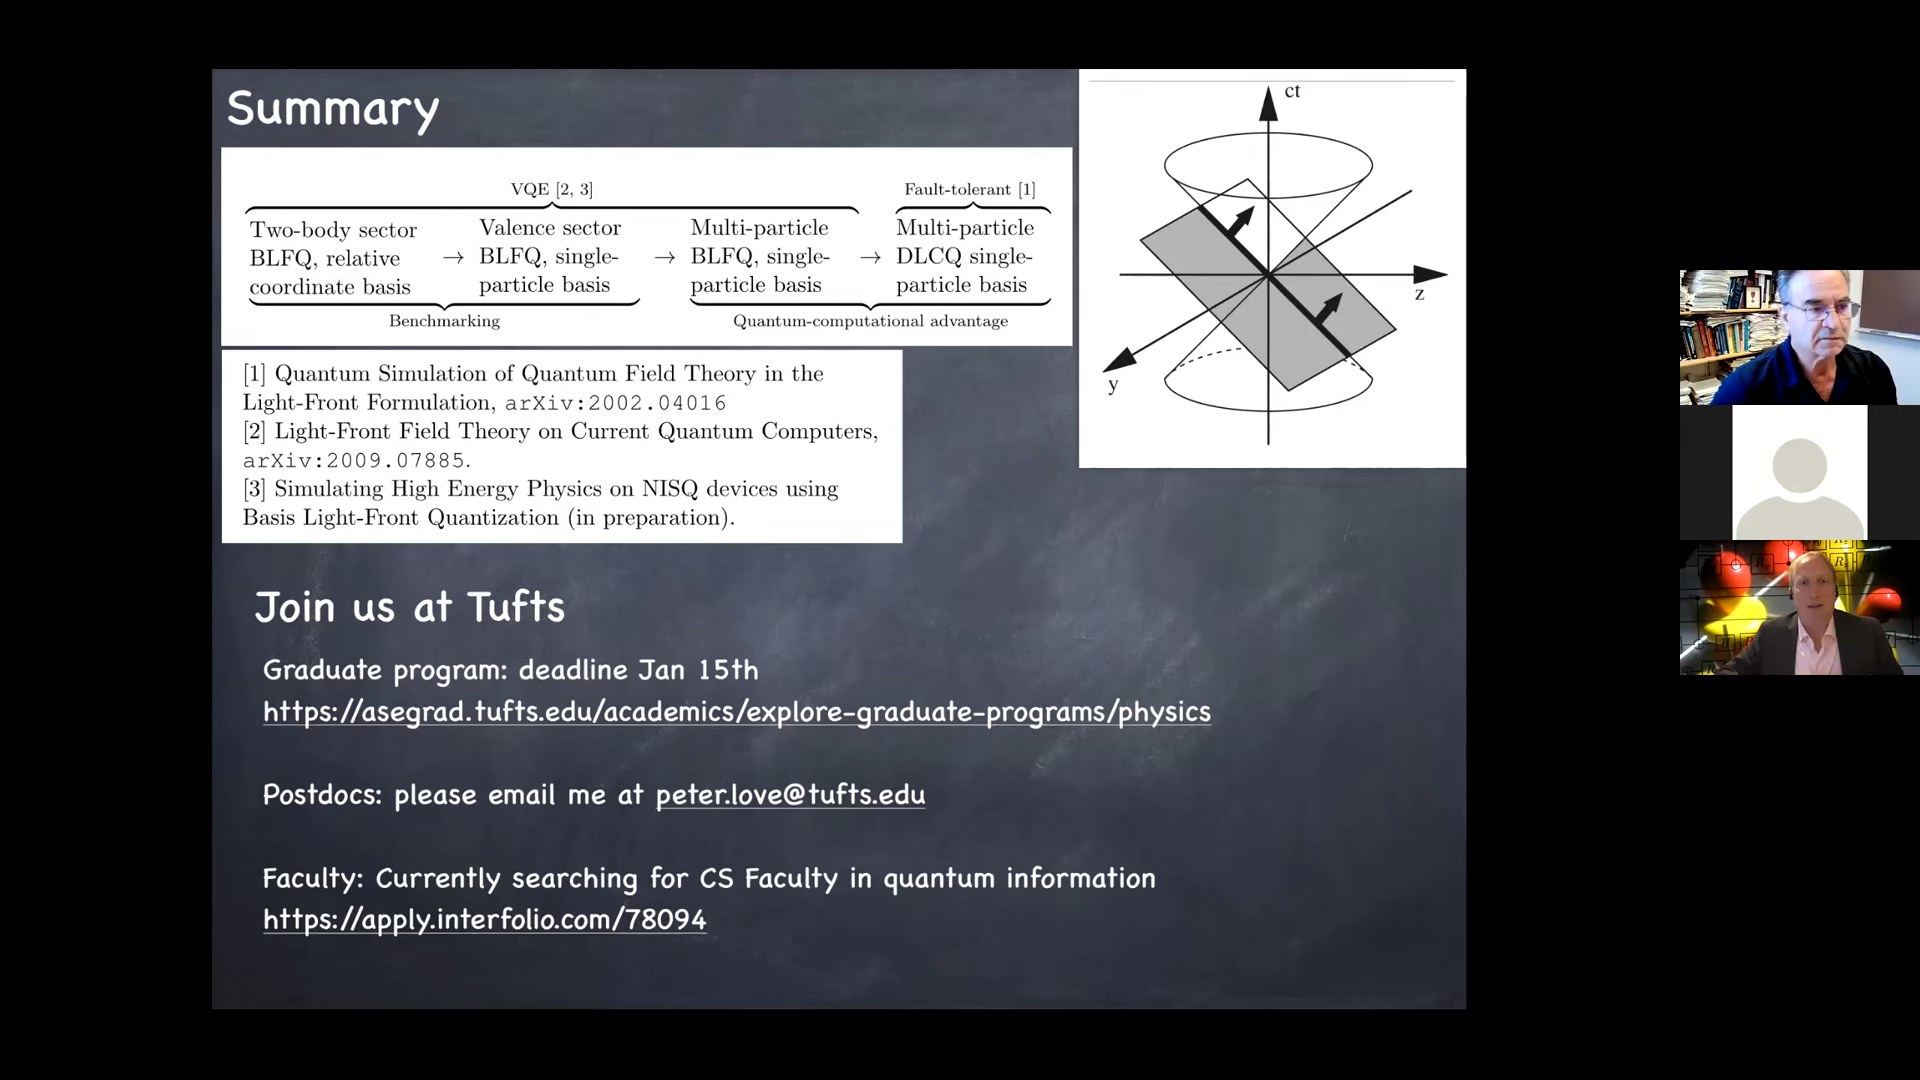 Summary
VQE [2, 3]
Fault-tolerant [1]
Two-body sector
BLFQ, relative
coordinate basis
→
Valence sector
BLFQ, single-
particle basis
→
Multi-particle
BLFQ, single-
particle basis
→
Multi-particle
DLCQ single-
particle basis
Benchmarking
Quantum-computational advantage
[1] Quantum Simulation of Quantum Field Theory in the
Light-Front Formulation, arXiv:2002.04016
[2] Light-Front Field Theory on Current Quantum Computers,
arXiv:2009.07885.
[3] Simulating High Energy Physics on NISQ devices using
Basis Light-Front Quantization (in preparation).
ct
z
y
Join us at Tufts
Graduate program: deadline Jan 15th
https://asegrad.tufts.edu/academics/explore-graduate-programs/physics
Postdocs: please email me at peter.love@tufts.edu
Faculty: Currently searching for CS Faculty in quantum information
https://apply.interfolio.com/78094